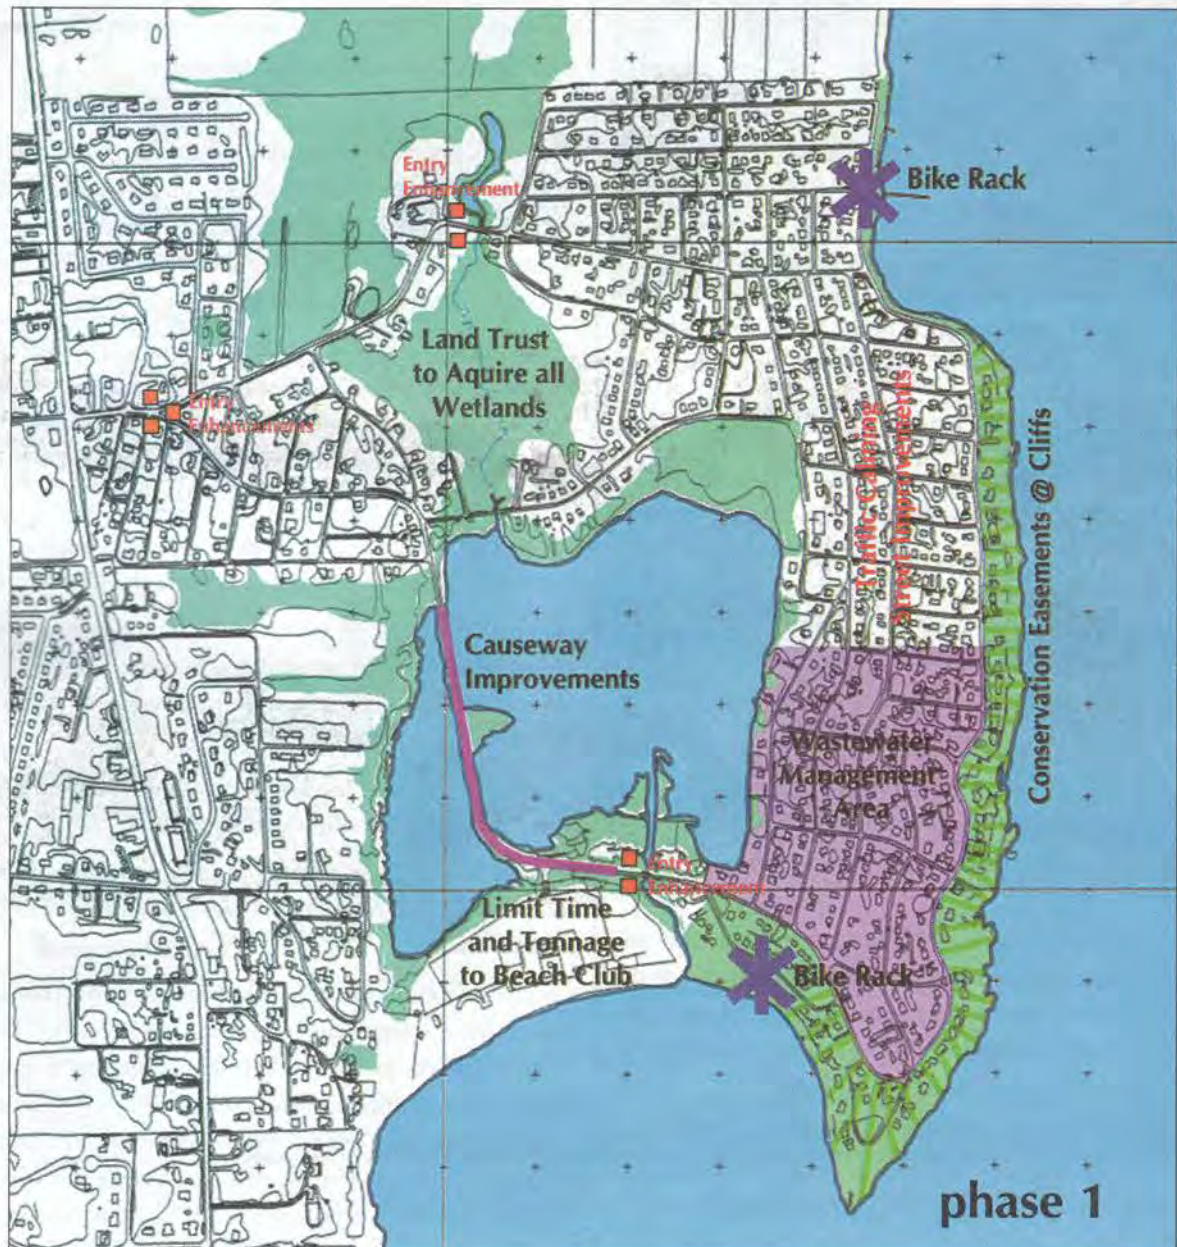 Entry
Enhancement
Bike Rack
Land Trust
to Aquire all
Wetlands
Entry
Enhancements
Traffic Calming
Street Improvements
Conservation Easements @ Cliffs
Causeway
Improvements
Wastewater
Management
Area
Entry
Enhancement
Limit Time
and Tonnage
to Beach Club
Bike Rack
phase 1